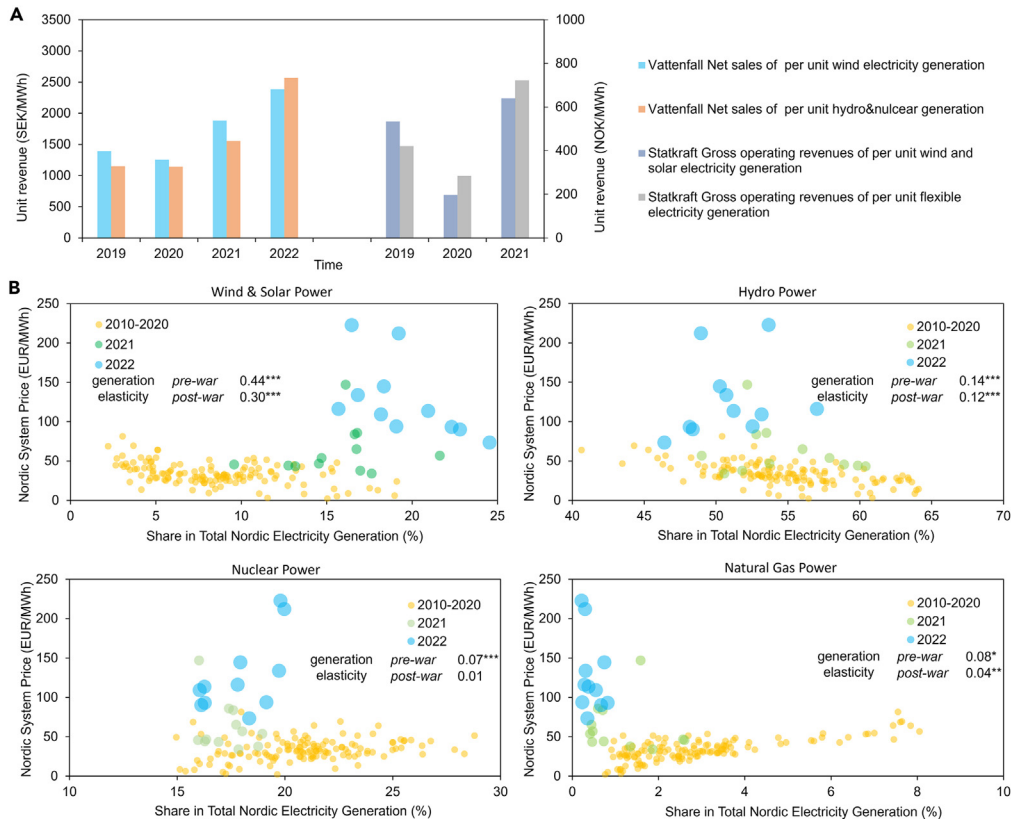 A
Unit revenue (SEK/MWh)
3500
3000
2500
2000
1500
1000
500
0
2019
2020
2021
2022
Time
2019
2020
2021
1000
800
600
400
200
0
Unit revenue (NOK/MWh)
Vattenfall Net sales of per unit wind electricity generation
Vattenfall Net sales of per unit hydro&nulcear generation
Statkraft Gross operating revenues of per unit wind and
solar electricity generation
Statkraft Gross operating revenues of per unit flexible
electricity generation
B
Wind & Solar Power
Nordic System Price (EUR/MWh)
250
200
150
100
50
0
0 5 10 15 20 25
Share in Total Nordic Electricity Generation (%)
2010-2020
2021
2022
generation pre-war 0.44***
elasticity post-war 0.30***
Hydro Power
Nordic System Price (EUR/MWh)
250
200
150
100
50
0
40 45 50 55 60 65 70
Share in Total Nordic Electricity Generation (%)
2010-2020
2021
2022
generation pre-war 0.14***
elasticity post-war 0.12***
Nuclear Power
Nordic System Price (EUR/MWh)
250
200
150
100
50
0
10 15 20 25 30
Share in Total Nordic Electricity Generation (%)
2010-2020
2021
2022
generation pre-war 0.07***
elasticity post-war 0.01
Natural Gas Power
Nordic System Price (EUR/MWh)
250
200
150
100
50
0
0 2 4 6 8 10
Share in Total Nordic Electricity Generation (%)
2010-2020
2021
2022
generation pre-war 0.08*
elasticity post-war 0.04**